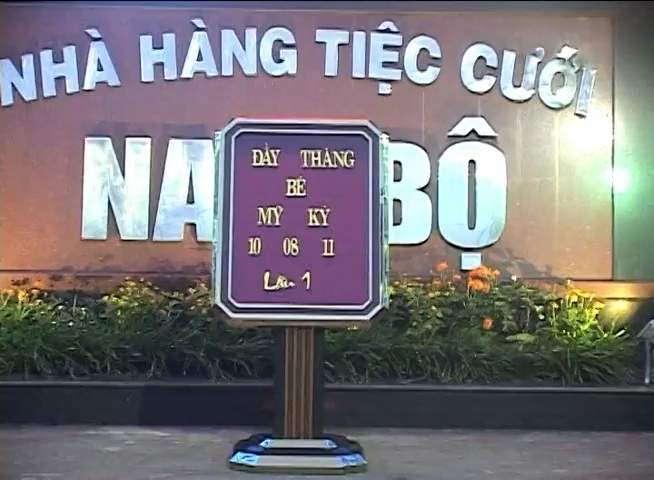 NHÀ HÀNG TIỆC CƯỚI
NA BỘ
ĐẦY THÁNG
BÉ
MỸ KỲ
10 08 11
Lầu 1